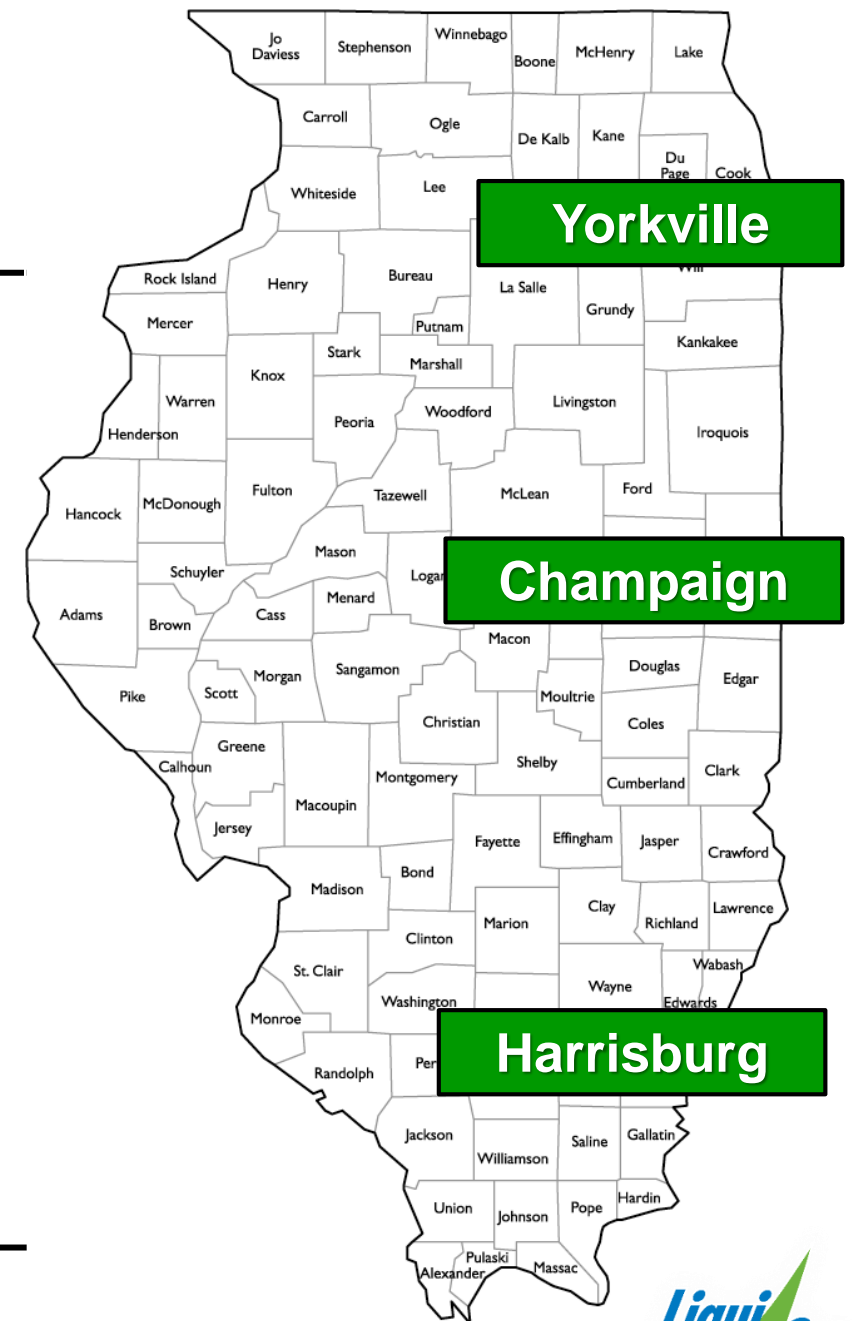 Jo
Daviess
Stephenson
Winnebago
Boone
McHenry
Lake
Carroll
Ogle
De Kalb
Kane
Du
Page
Cook
Whiteside
Lee
Yorkville
Will
Rock Island
Henry
Bureau
La Salle
Grundy
Mercer
Putnam
Kankakee
Stark
Marshall
Knox
Warren
Woodford
Livingston
Peoria
Henderson
Iroquois
Fulton
Tazewell
McLean
Ford
Hancock
McDonough
Mason
Schuyler
Logan
Champaign
Adams
Brown
Cass
Menard
Macon
Sangamon
Douglas
Edgar
Pike
Scott
Morgan
Moultrie
Christian
Coles
Greene
Calhoun
Shelby
Montgomery
Cumberland
Clark
Macoupin
Jersey
Fayette
Effingham
Jasper
Crawford
Bond
Madison
Clay
Lawrence
Marion
Richland
Clinton
St. Clair
Wabash
Wayne
Washington
Edwards
Monroe
Harrisburg
Per
Randolph
Jackson
Williamson
Saline
Gallatin
Union
Johnson
Pope
Hardin
Pulaski
Alexander
Massac
Liqui